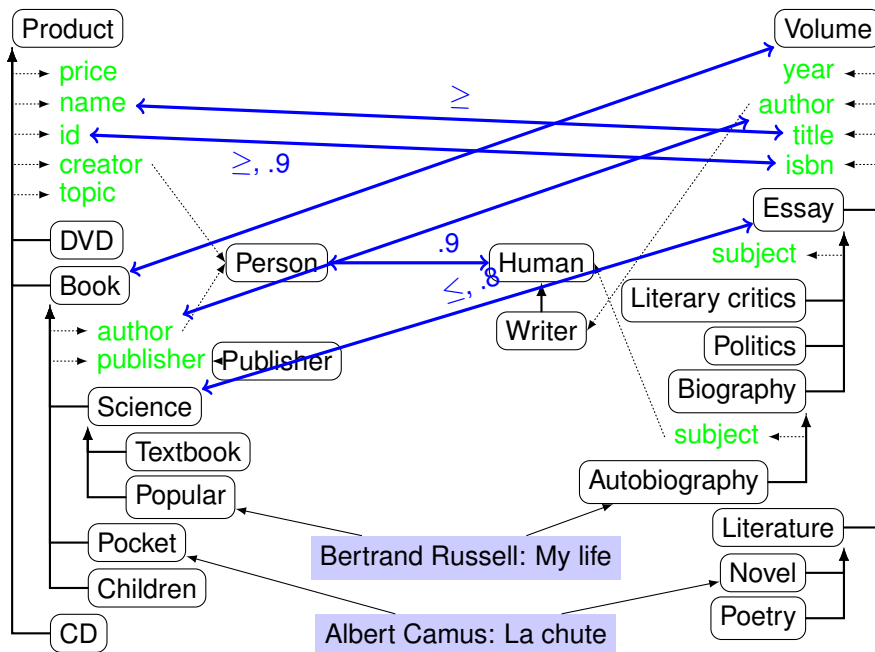 Product
price
name
id
creator
topic
DVD
Book
author
publisher
Publisher
Science
Textbook
Popular
Pocket
Children
CD
Person
Human
Writer
≥
≥, .9
.9
≤, .8
Volume
year
author
title
isbn
Essay
subject
Literary critics
Politics
Biography
subject
Autobiography
Literature
Novel
Poetry
Bertrand Russell: My life
Albert Camus: La chute